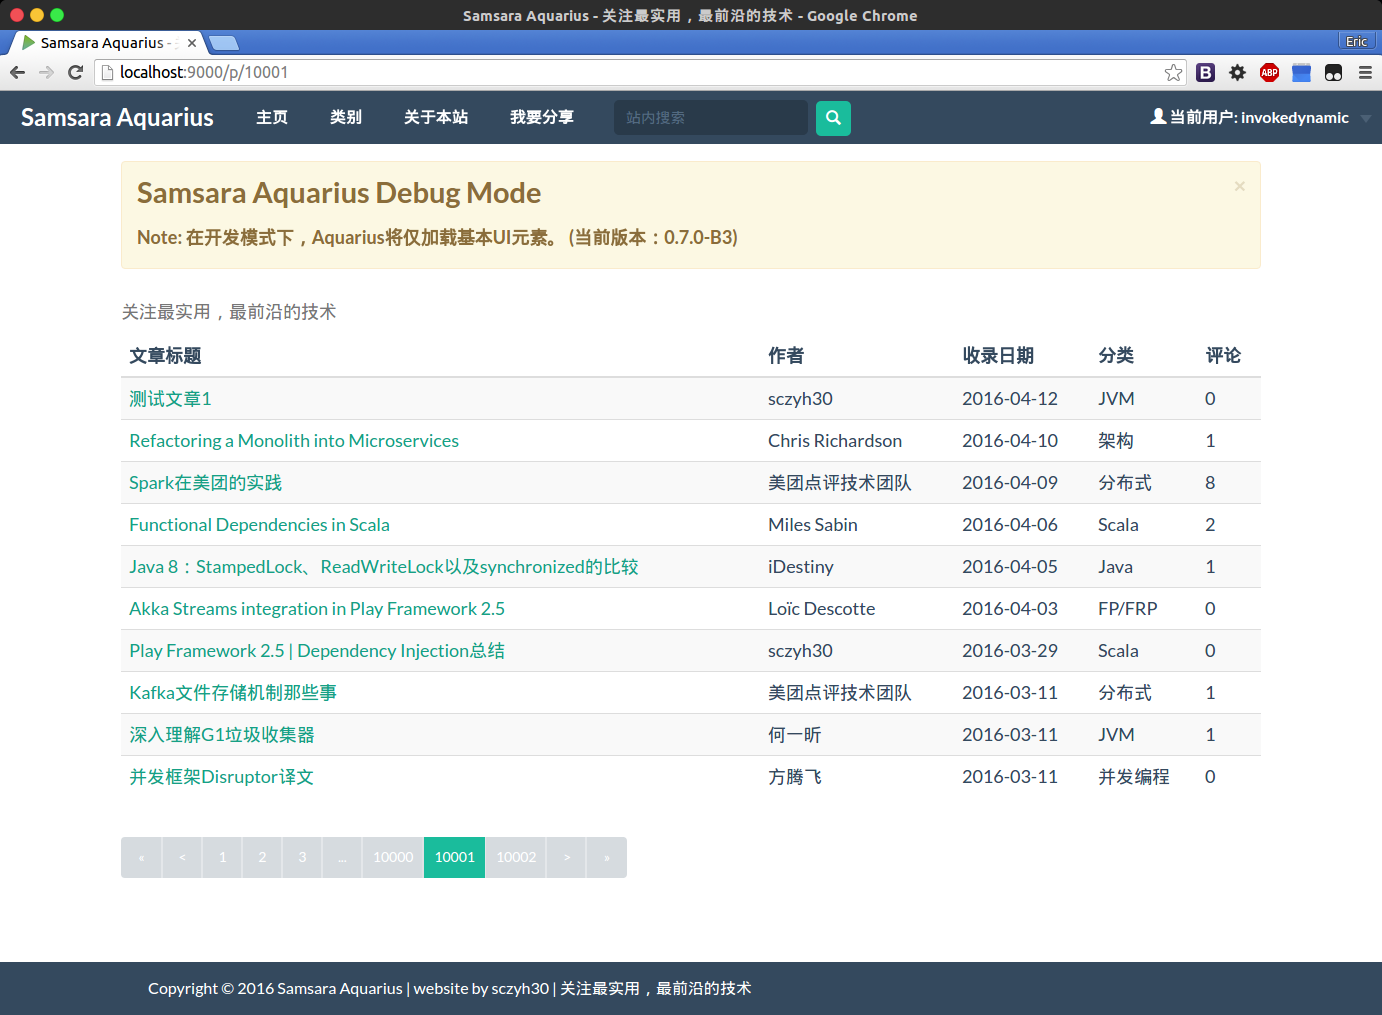 Samsara Aquarius - 关注最实用，最前沿的技术 - Google Chrome
Samsara Aquarius - 关 Eric
localhost:9000/p/10001 B ABP
Samsara Aquarius 主页 类别 关于本站 我要分享 站内搜索 当前用户: invokedynamic
Samsara Aquarius Debug Mode ×
Note: 在开发模式下，Aquarius将仅加载基本UI元素。 (当前版本：0.7.0-B3)
关注最实用，最前沿的技术
文章标题 作者 收录日期 分类 评论
测试文章1 sczyh30 2016-04-12 JVM 0
Refactoring a Monolith into Microservices Chris Richardson 2016-04-10 架构 1
Spark在美团的实践 美团点评技术团队 2016-04-09 分布式 8
Functional Dependencies in Scala Miles Sabin 2016-04-06 Scala 2
Java 8：StampedLock、ReadWriteLock以及synchronized的比较 iDestiny 2016-04-05 Java 1
Akka Streams integration in Play Framework 2.5 Loïc Descotte 2016-04-03 FP/FRP 0
Play Framework 2.5 | Dependency Injection总结 sczyh30 2016-03-29 Scala 0
Kafka文件存储机制那些事 美团点评技术团队 2016-03-11 分布式 1
深入理解G1垃圾收集器 何一昕 2016-03-11 JVM 1
并发框架Disruptor译文 方腾飞 2016-03-11 并发编程 0
« < 1 2 3 ... 10000 10001 10002 > »
Copyright © 2016 Samsara Aquarius | website by sczyh30 | 关注最实用，最前沿的技术